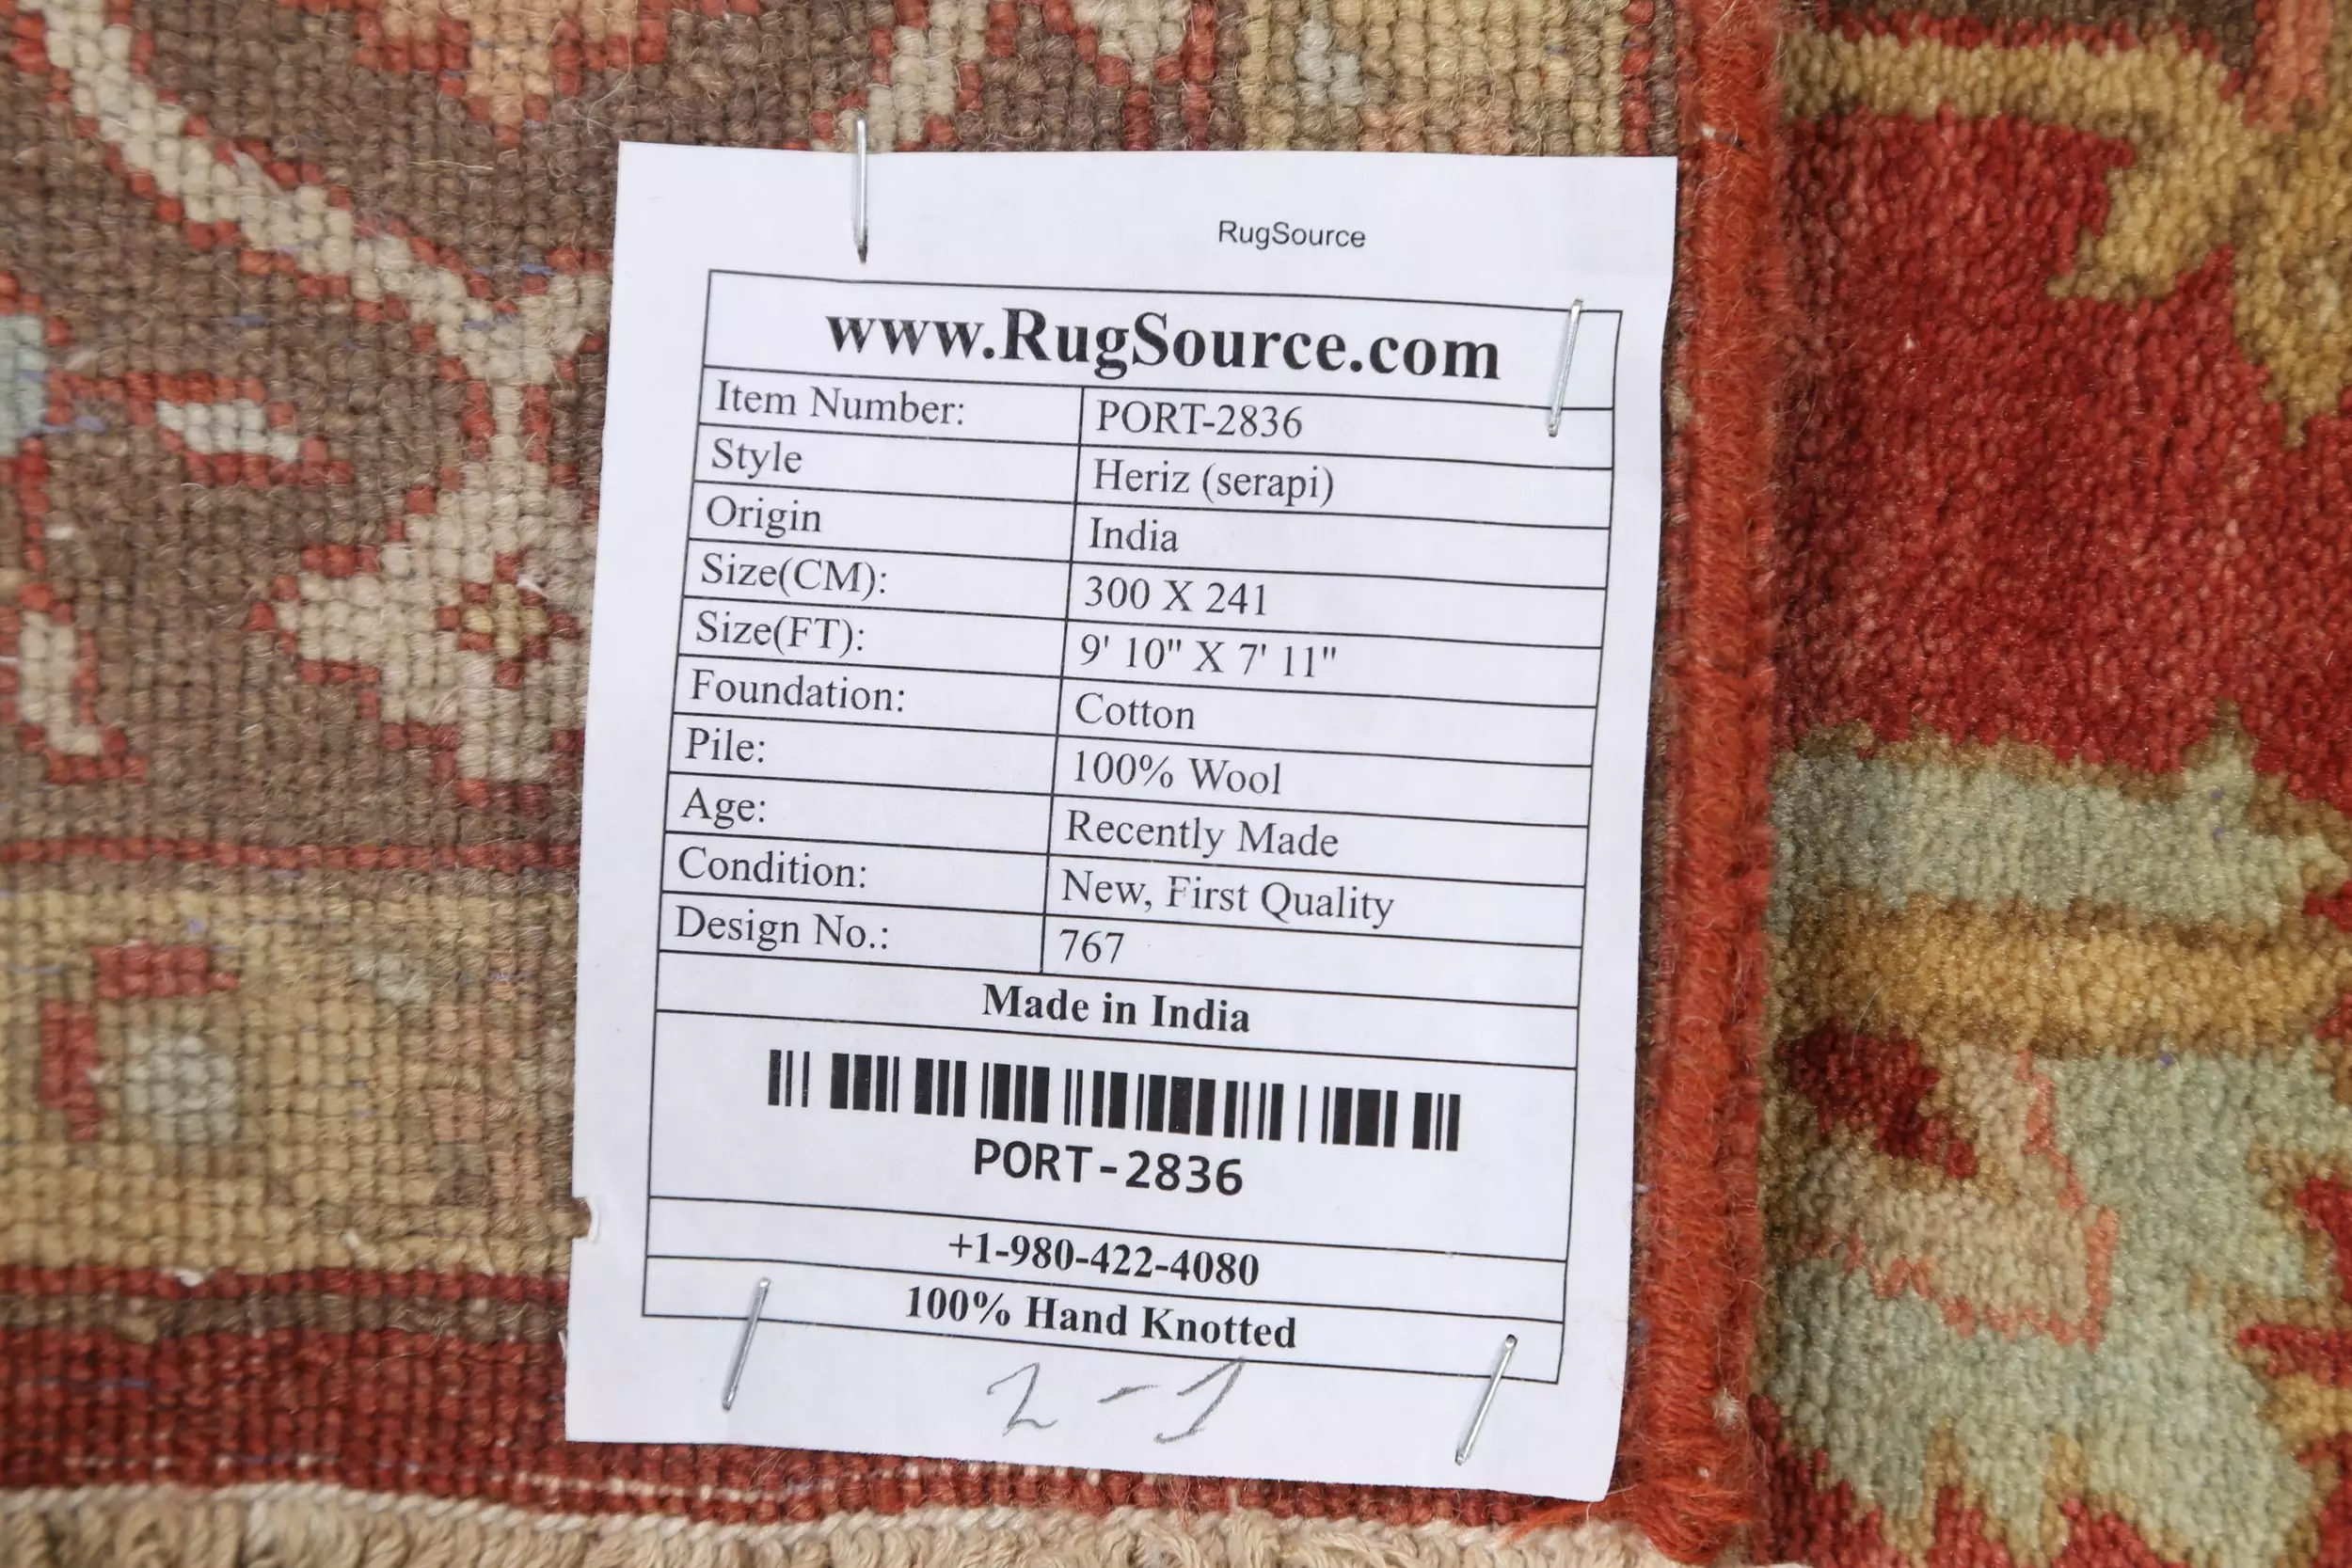 RugSource
www.RugSource.com
Item Number: PORT-2836
Style Heriz (serapi)
Origin India
Size(CM): 300 X 241
Size(FT): 9' 10" X 7' 11"
Foundation: Cotton
Pile: 100% Wool
Age: Recently Made
Condition: New, First Quality
Design No.: 767
Made in India
PORT-2836
+1-980-422-4080
100% Hand Knotted
2-1